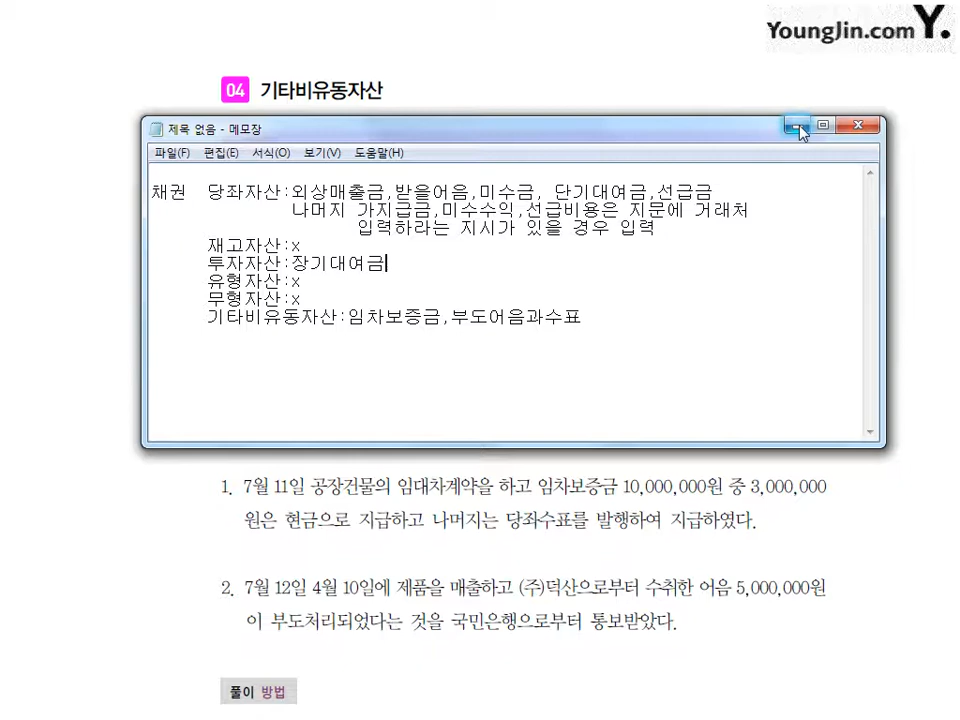 YoungJin.com Y.
04 기타비유동자산
제목 없음 - 메모장
파일(F) 편집(E) 서식(O) 보기(V) 도움말(H)
채권 당좌자산:외상매출금,받을어음,미수금, 단기대여금,선급금
나머지 가지급금,미수수익,선급비용은 지문에 거래처
입력하라는 지시가 있을 경우 입력
재고자산:x
투자자산:장기대여금
유형자산:x
무형자산:x
기타비유동자산:임차보증금,부도어음과수표
1. 7월 11일 공장건물의 임대차계약을 하고 임차보증금 10,000,000원 중 3,000,000
원은 현금으로 지급하고 나머지는 당좌수표를 발행하여 지급하였다.
2. 7월 12일 4월 10일에 제품을 매출하고 (주)덕산으로부터 수취한 어음 5,000,000원
이 부도처리되었다는 것을 국민은행으로부터 통보받았다.
풀이 방법